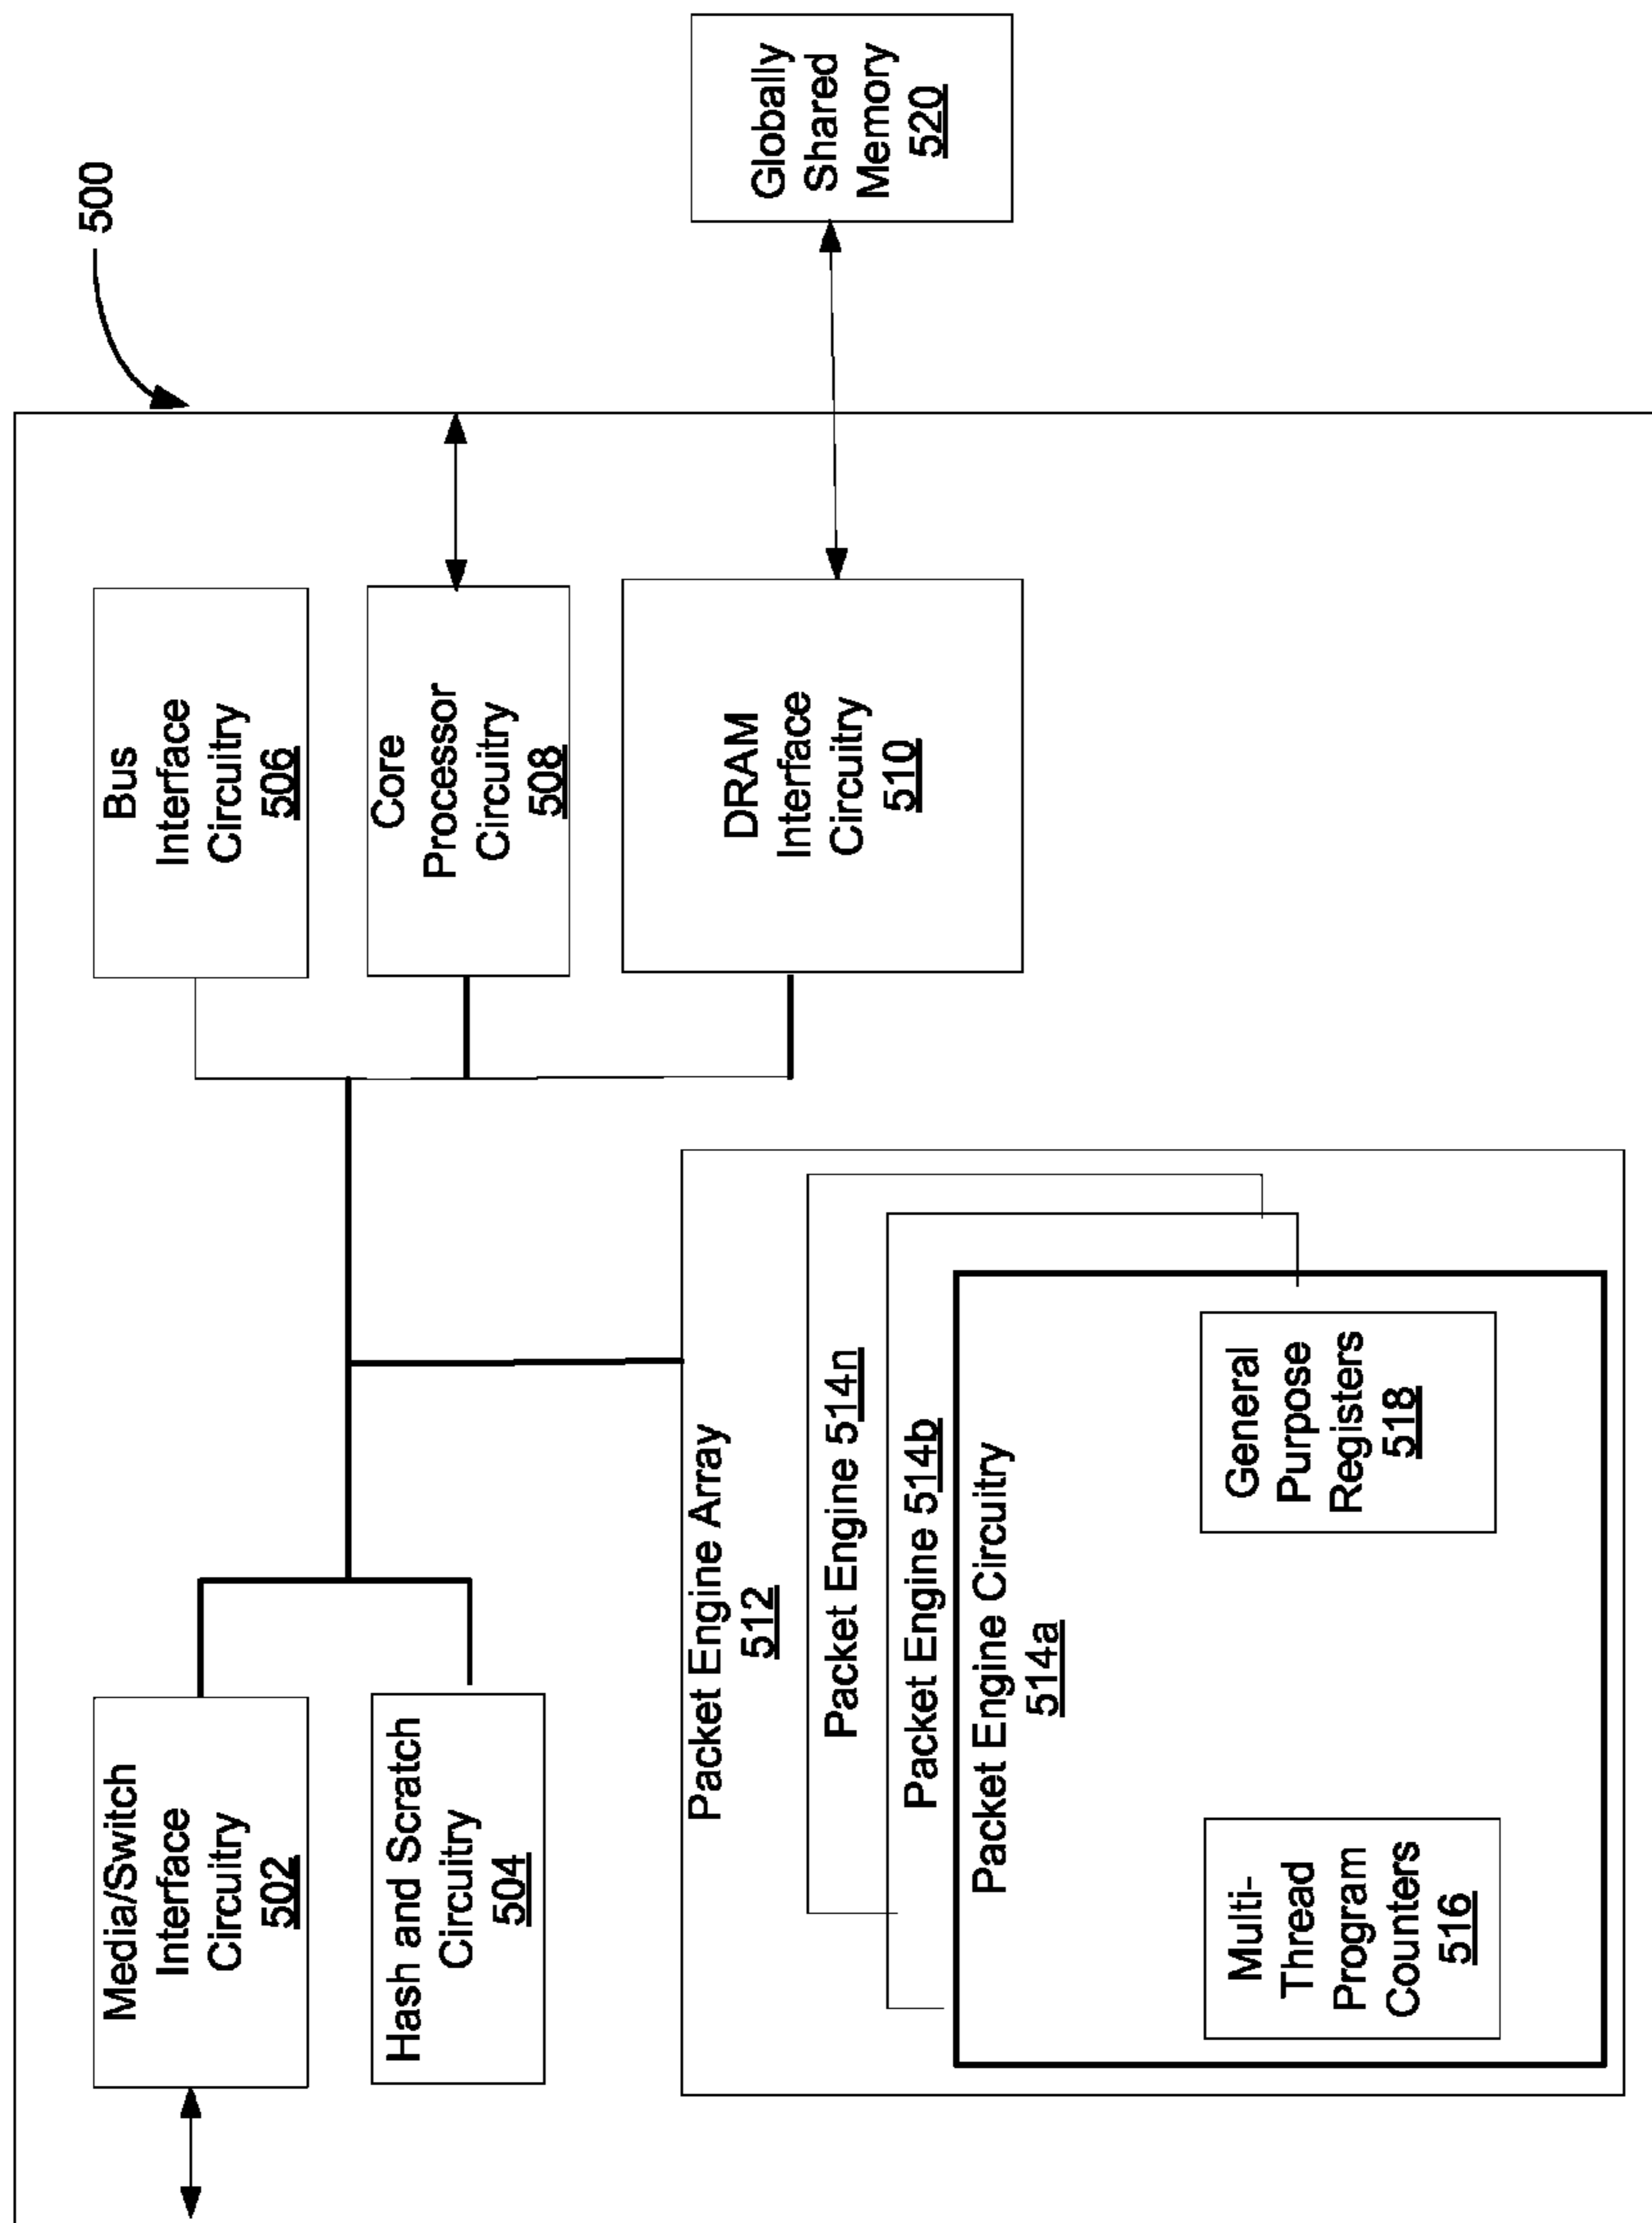 500
Media/Switch
Interface
Circuitry
502
Bus
Interface
Circuitry
506
Hash and Scratch
Circuitry
504
Core
Processor
Circuitry
508
DRAM
Interface
Circuitry
510
Globally
Shared
Memory
520
Packet Engine Array
512
Packet Engine 514n
Packet Engine 514b
Packet Engine Circuitry
514a
Multi-
Thread
Program
Counters
516
General
Purpose
Registers
518